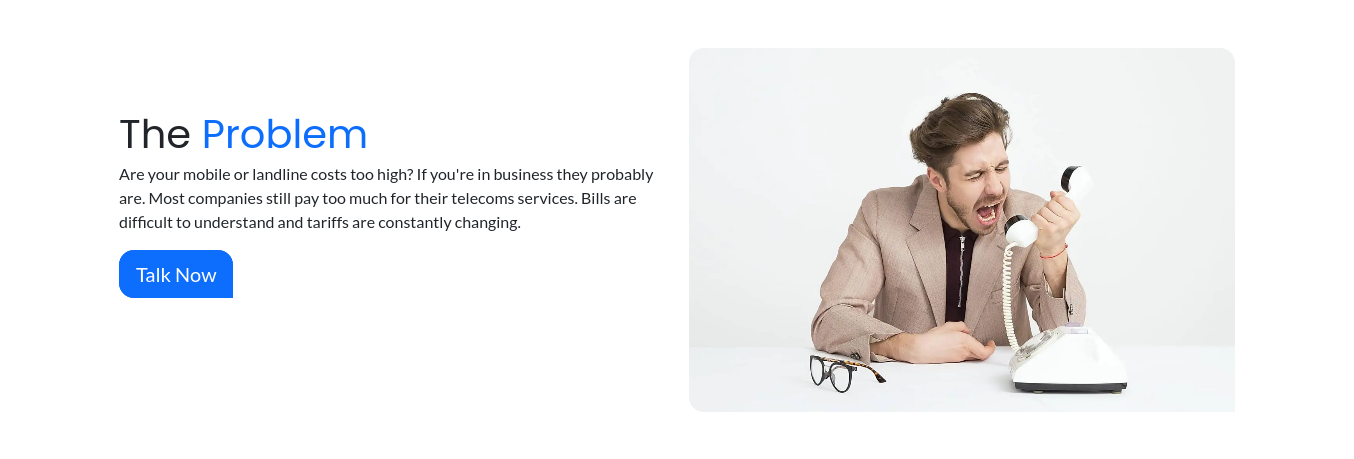 The Problem
Are your mobile or landline costs too high? If you're in business they probably
are. Most companies still pay too much for their telecoms services. Bills are
difficult to understand and tariffs are constantly changing.
Talk Now